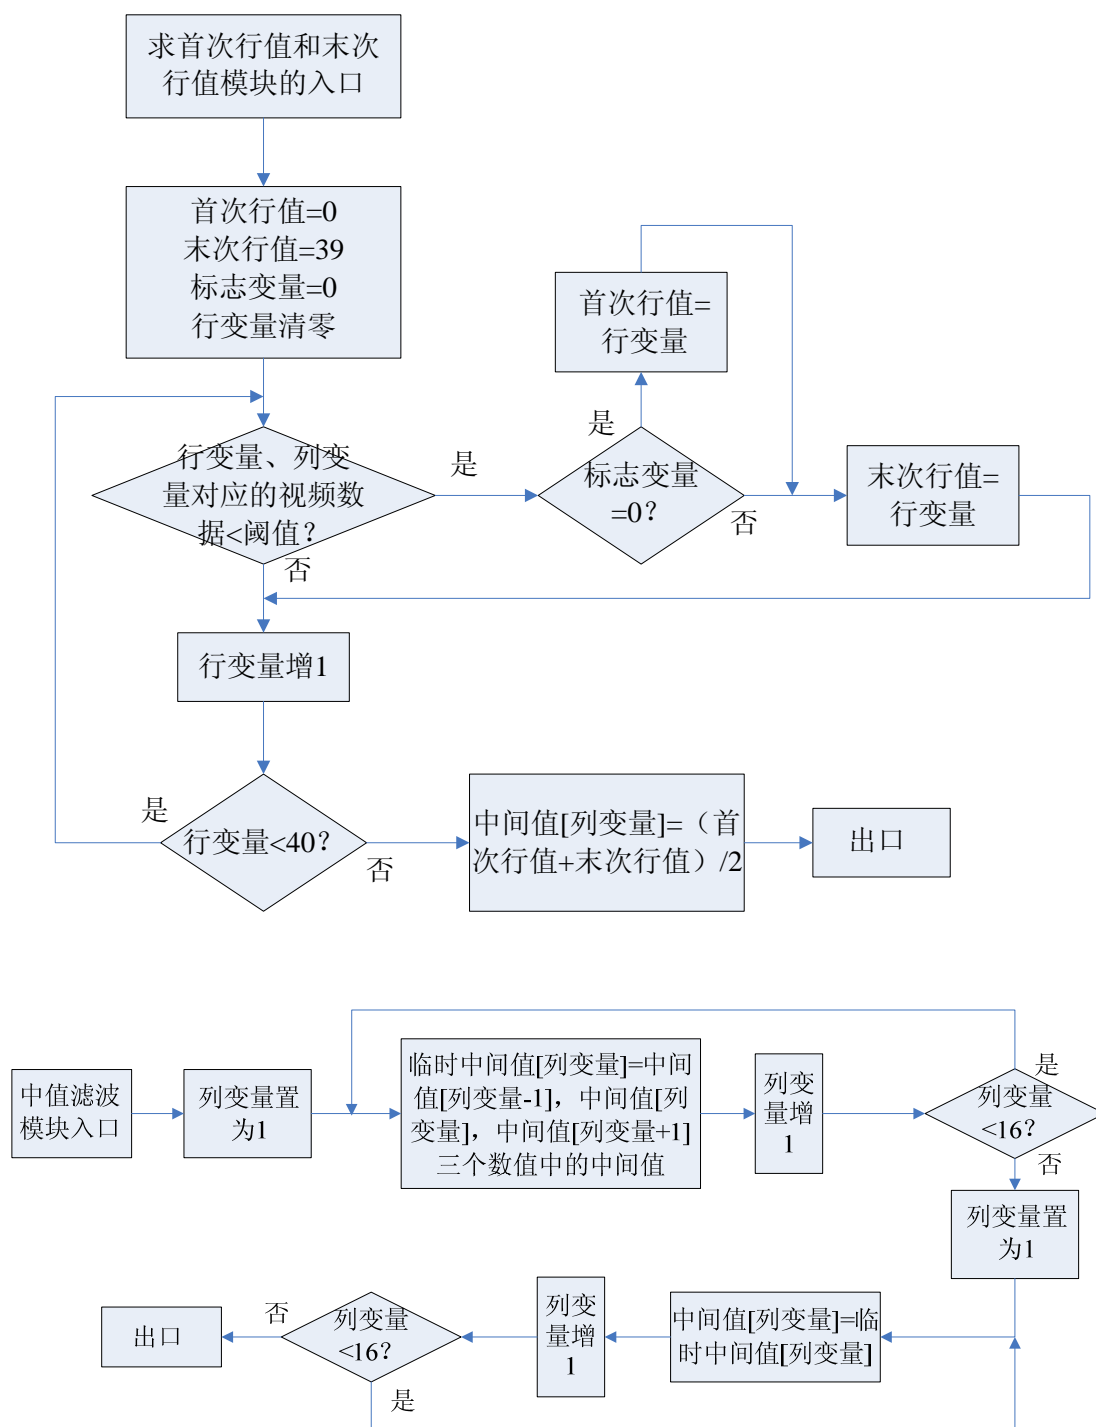 求首次行值和末次
行值模块的入口
首次行值=0
末次行值=39
标志变量=0
行变量清零
首次行值=
行变量
是
行变量、列变
量对应的视频数
据<阈值?
是
标志变量
=0?
否
末次行值=
行变量
否
行变量增1
是
行变量<40?
否
中间值[列变量]=（首
次行值+末次行值）/2
出口
中值滤波
模块入口
列变量置
为1
临时中间值[列变量]=中间
值[列变量-1]，中间值[列
变量]，中间值[列变量+1]
三个数值中的中间值
列变
量增
1
是
列变量
<16?
否
列变量置
为1
出口
否
列变量
<16?
是
列变
量增
1
中间值[列变量]=临
时中间值[列变量]